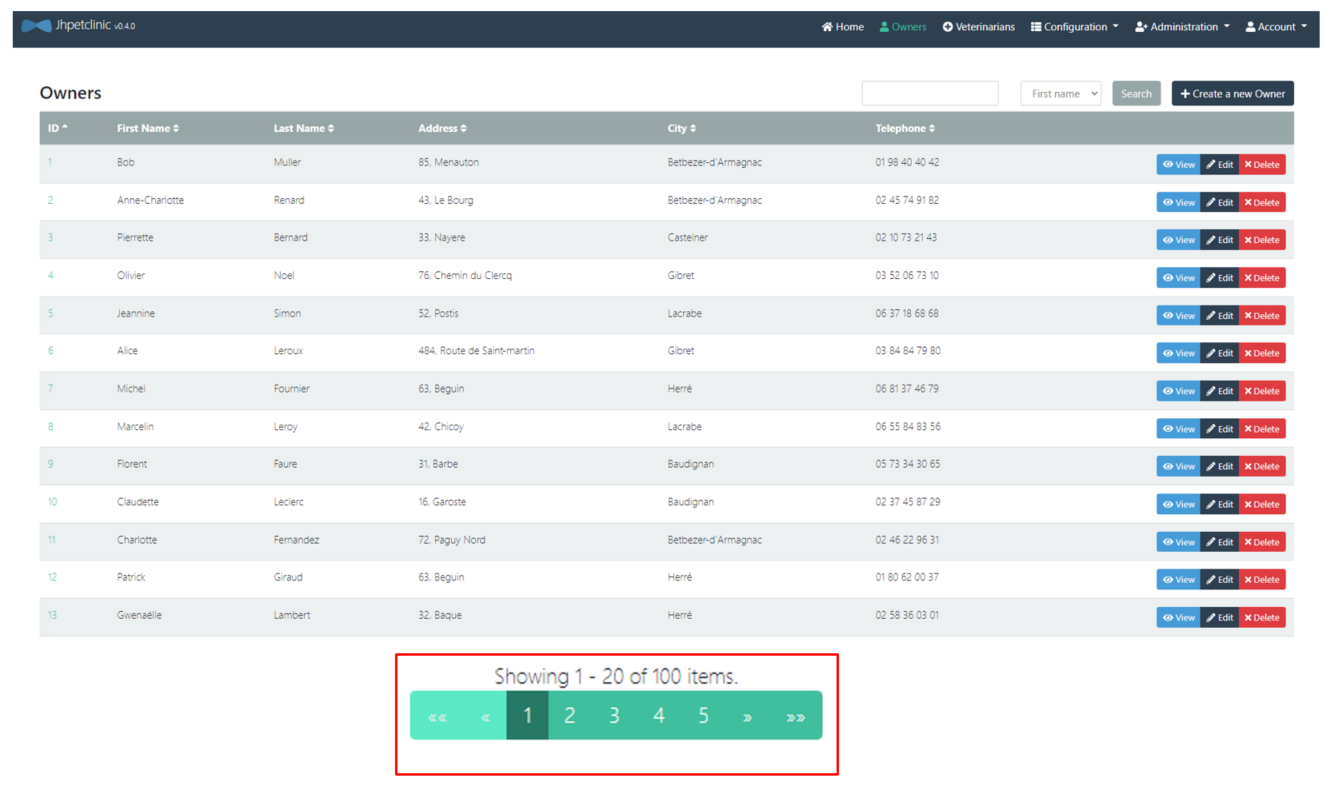 Jhpetclinic v0.4.0 Home Owners Veterinarians Configuration Administration Account
Owners First name Search Create a new Owner
ID First Name Last Name Address City Telephone
1 Bob Muller 85, Menauton Betbezer-d'Armagnac 01 98 40 40 42 View Edit Delete
2 Anne-Charlotte Renard 43, Le Bourg Betbezer-d'Armagnac 02 45 74 91 82 View Edit Delete
3 Pierrette Bernard 33, Nayere Castelner 02 10 73 21 43 View Edit Delete
4 Olivier Noel 76, Chemin du Clercq Gibret 03 52 06 73 10 View Edit Delete
5 Jeannine Simon 52, Postis Lacrabe 06 37 18 68 68 View Edit Delete
6 Alice Leroux 484, Route de Saint-martin Gibret 03 84 84 79 80 View Edit Delete
7 Michel Fournier 63, Beguin Herré 06 81 37 46 79 View Edit Delete
8 Marcelin Leroy 42, Chicoy Lacrabe 06 55 84 83 56 View Edit Delete
9 Florent Faure 31, Barbe Baudignan 05 73 34 30 65 View Edit Delete
10 Claudette Leclerc 16, Garoste Baudignan 02 37 45 87 29 View Edit Delete
11 Charlotte Fernandez 72, Paguy Nord Betbezer-d'Armagnac 02 46 22 96 31 View Edit Delete
12 Patrick Giraud 63, Beguin Herré 01 80 62 00 37 View Edit Delete
13 Gwenaëlle Lambert 32, Baque Herré 02 58 36 03 01 View Edit Delete
Showing 1 - 20 of 100 items.
«« « 1 2 3 4 5 » »»